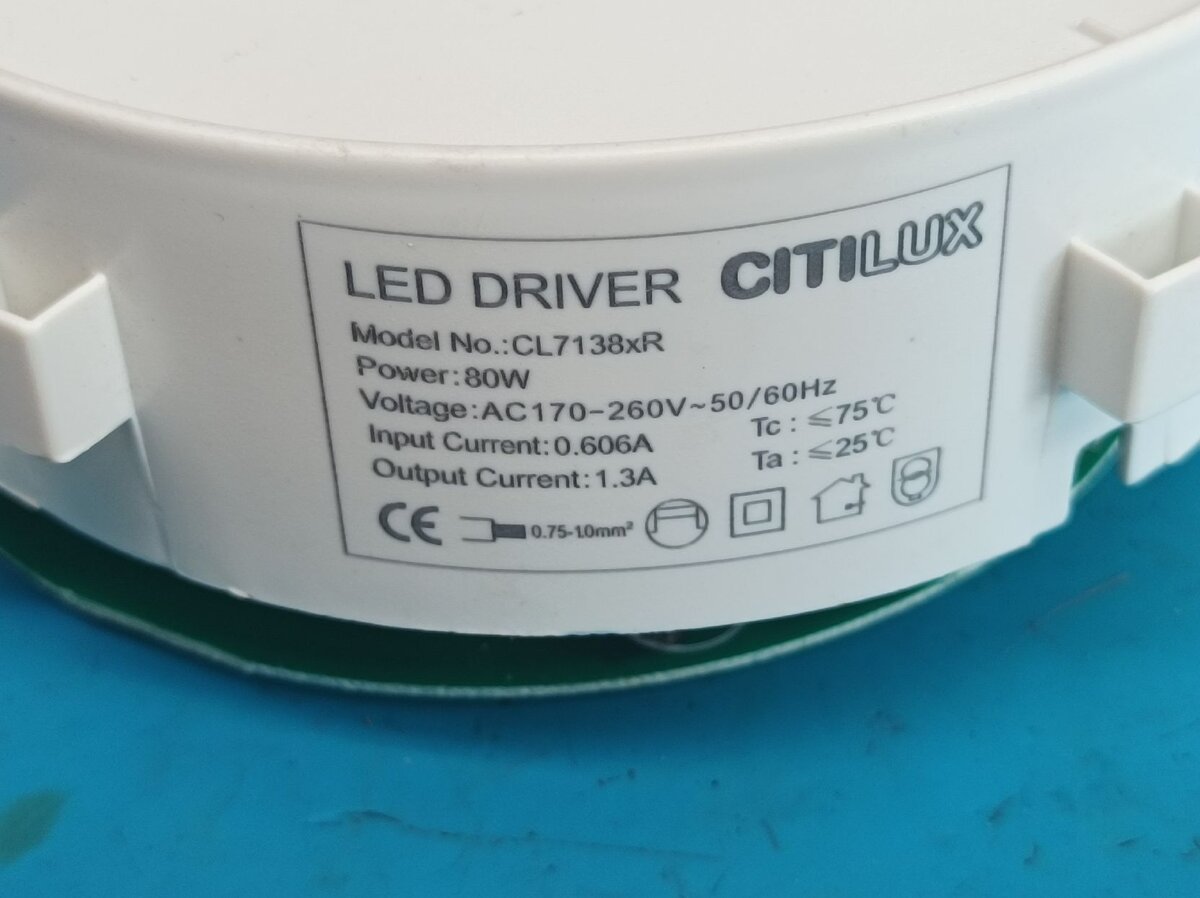 LED DRIVER CITILUX
Model No.:CL7138xR
Power:80W
Voltage:AC170-260V~50/60Hz
Input Current:0.606A Tc : ≤75℃
Output Current:1.3A Ta : ≤25℃
CE 0.75-1.0mm²